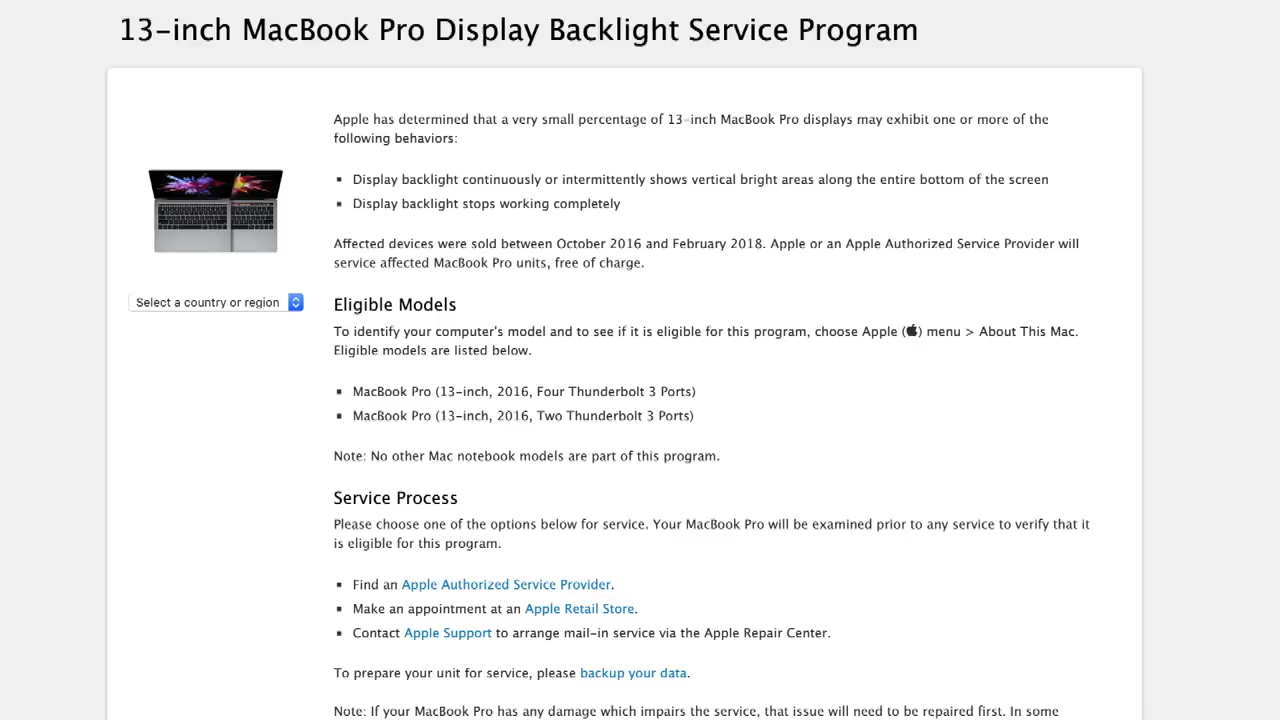 13-inch MacBook Pro Display Backlight Service Program
Apple has determined that a very small percentage of 13-inch MacBook Pro displays may exhibit one or more of the
following behaviors:
▪ Display backlight continuously or intermittently shows vertical bright areas along the entire bottom of the screen
▪ Display backlight stops working completely
Affected devices were sold between October 2016 and February 2018. Apple or an Apple Authorized Service Provider will
service affected MacBook Pro units, free of charge.
Select a country or region
Eligible Models
To identify your computer's model and to see if it is eligible for this program, choose Apple () menu > About This Mac.
Eligible models are listed below.
▪ MacBook Pro (13-inch, 2016, Four Thunderbolt 3 Ports)
▪ MacBook Pro (13-inch, 2016, Two Thunderbolt 3 Ports)
Note: No other Mac notebook models are part of this program.
Service Process
Please choose one of the options below for service. Your MacBook Pro will be examined prior to any service to verify that it
is eligible for this program.
▪ Find an Apple Authorized Service Provider.
▪ Make an appointment at an Apple Retail Store.
▪ Contact Apple Support to arrange mail-in service via the Apple Repair Center.
To prepare your unit for service, please backup your data.
Note: If your MacBook Pro has any damage which impairs the service, that issue will need to be repaired first. In some